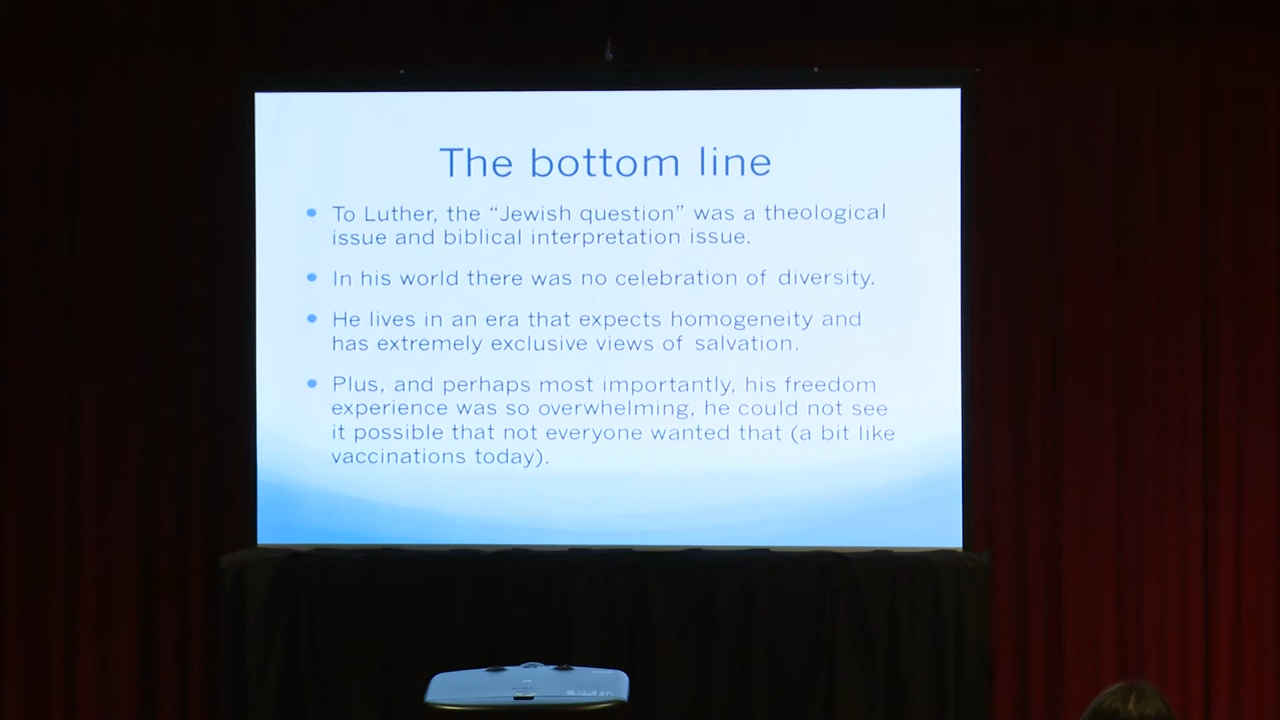 The bottom line
To Luther, the “Jewish question” was a theological
issue and biblical interpretation issue.
In his world there was no celebration of diversity.
He lives in an era that expects homogeneity and
has extremely exclusive views of salvation.
Plus, and perhaps most importantly, his freedom
experience was so overwhelming, he could not see
it possible that not everyone wanted that (a bit like
vaccinations today).